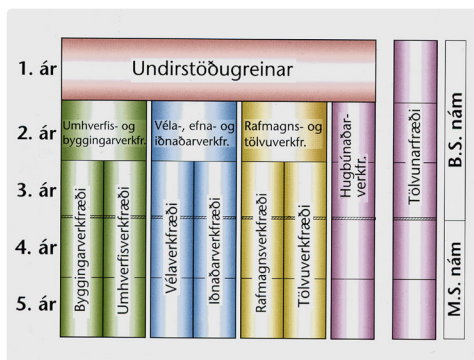 1. ár
2. ár
3. ár
4. ár
5. ár
Undirstöðugreinar
Umhverfis- og
byggingarverkfr.
Véla-, efna- og
iðnaðarverkfr.
Rafmagns- og
tölvuverkfr.
Hugbúnaðar-
verkfr.
Tölvunarfræði
Byggingarverkfræði
Umhverfisverkfræði
Vélaverkfræði
Iðnaðarverkfræði
Rafmagnsverkfræði
Tölvuverkfræði
B.S. nám
M.S. nám